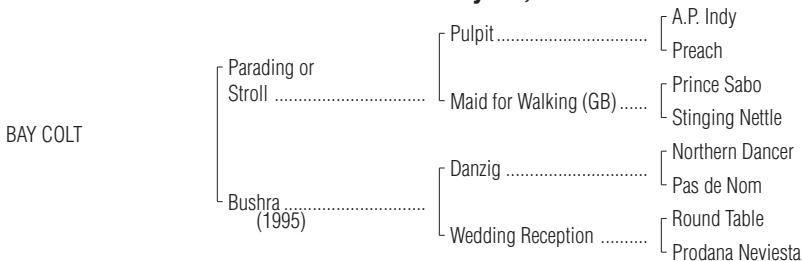 Pulpit................................
A.P. Indy
Preach
Parading or
Stroll ................................
Maid for Walking (GB)......
Prince Sabo
Stinging Nettle
BAY COLT
Danzig ..............................
Northern Dancer
Pas de Nom
Bushra ..............................
(1995)
Wedding Reception ..........
Round Table
Prodana Neviesta